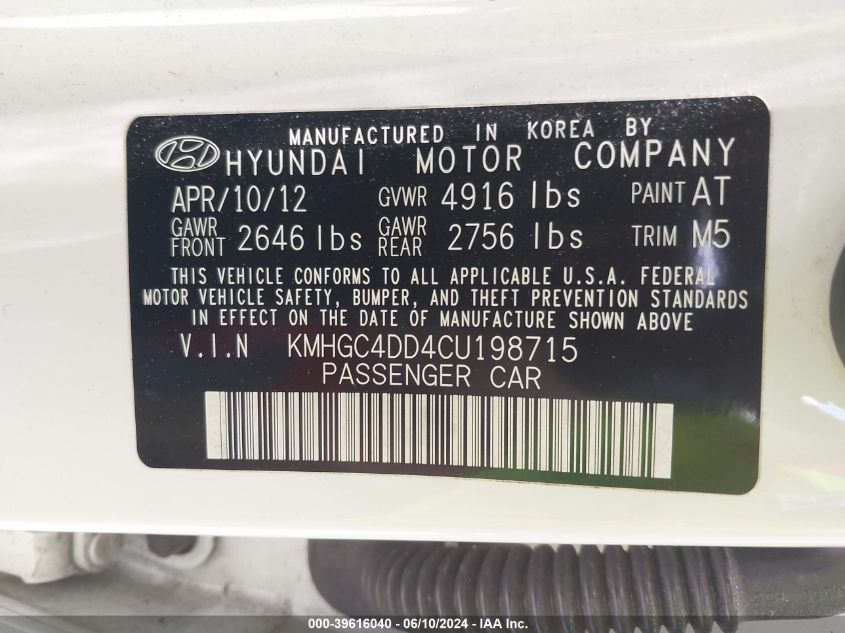 MANUFACTURED IN KOREA BY
HYUNDAI MOTOR COMPANY
APR/10/12 GVWR 4916 lbs PAINT AT
GAWR FRONT 2646 lbs GAWR REAR 2756 lbs TRIM M5
THIS VEHICLE CONFORMS TO ALL APPLICABLE U.S.A. FEDERAL
MOTOR VEHICLE SAFETY, BUMPER, AND THEFT PREVENTION STANDARDS
IN EFFECT ON THE DATE OF MANUFACTURE SHOWN ABOVE
V.I.N KMHGC4DD4CU198715
PASSENGER CAR
000-39616040 - 06/10/2024 - IAA Inc.